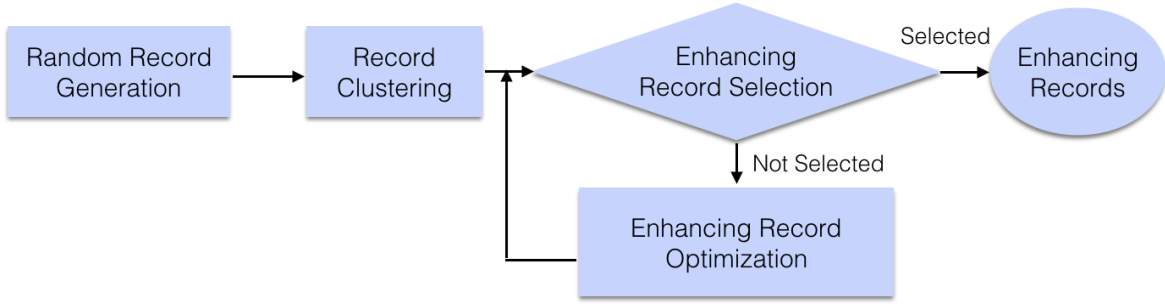 Random Record
Generation
Record
Clustering
Enhancing
Record Selection
Selected
Enhancing
Records
Not Selected
Enhancing Record
Optimization